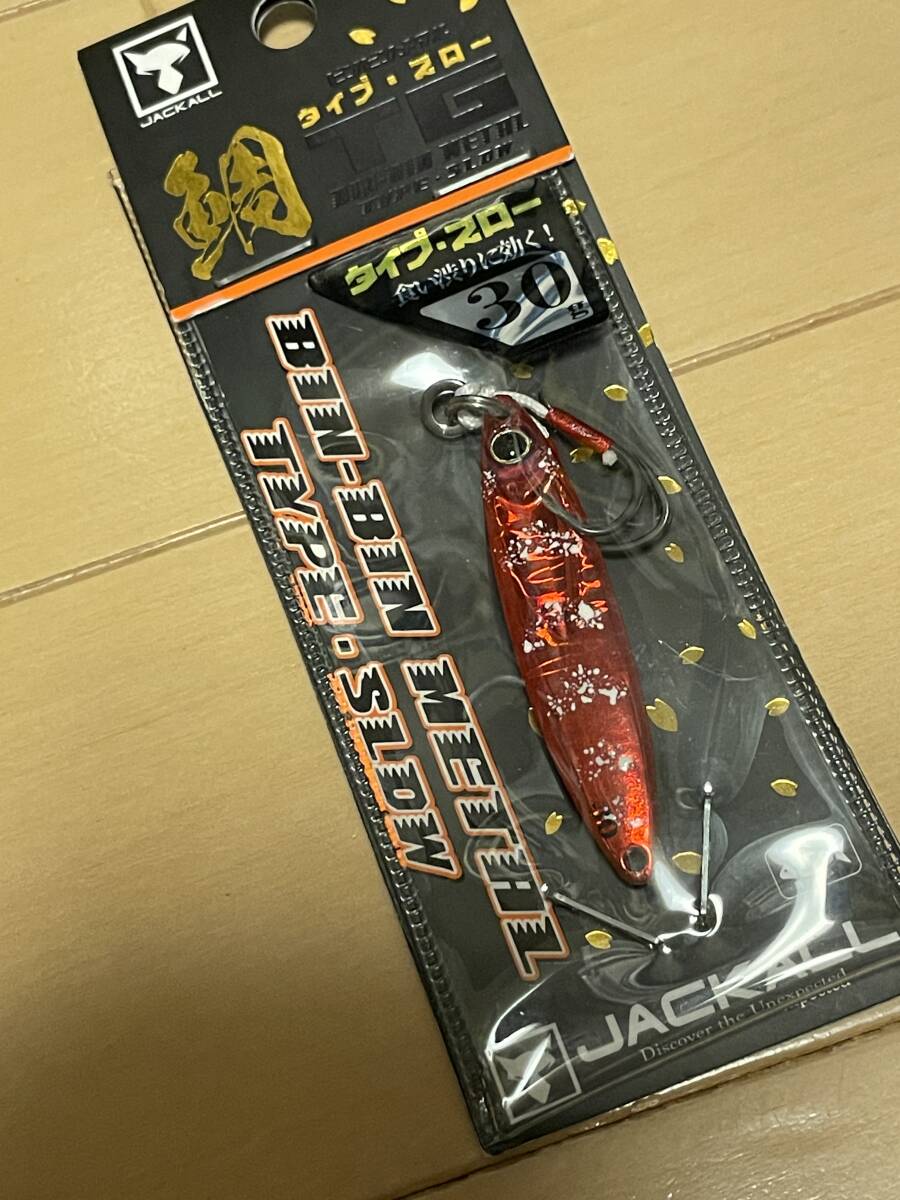 JACKALL
鯛
ビンビンメタル
タイプ・スロー
TG
BIN-BIN METAL
TYPE・SLOW
タイプ・スロー
食い渋りに効く!
30g
BIN-BIN METAL
TYPE・SLOW
JACKALL
Discover the Unexpected